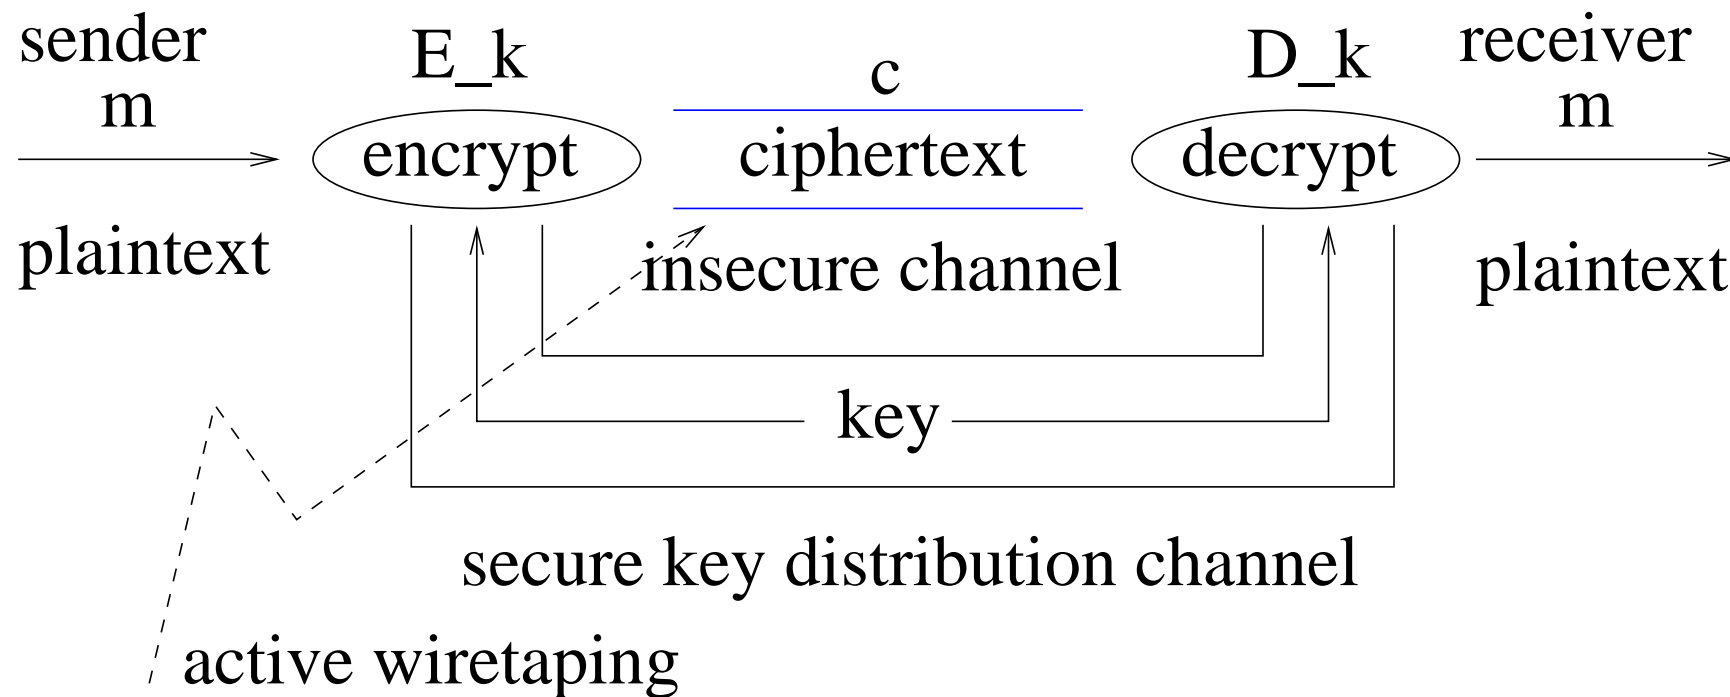 sender
m
plaintext
E_k
encrypt
c
ciphertext
insecure channel
D_k
decrypt
receiver
m
plaintext
key
secure key distribution channel
active wiretaping